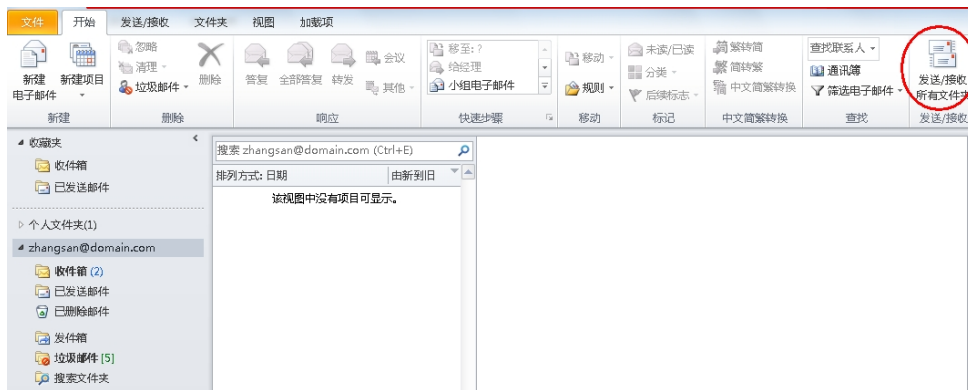 文件 开始 发送/接收 文件夹 视图 加载项
新建
电子邮件
新建项目
新建
忽略
清理
垃圾邮件
删除
删除
答复
全部答复
转发
会议
其他
响应
移至: ?
给经理
小组电子邮件
快速步骤
移动
规则
移动
未读/已读
分类
后续标志
标记
繁转简
简转繁
中文简繁转换
中文简繁转换
查找联系人
通讯簿
筛选电子邮件
查找
发送/接收
所有文件夹
发送/接收
收藏夹
收件箱
已发送邮件
个人文件夹(1)
zhangsan@domain.com
收件箱 (2)
已发送邮件
已删除邮件
发件箱
垃圾邮件 [5]
搜索文件夹
搜索 zhangsan@domain.com (Ctrl+E)
排列方式: 日期 由新到旧
该视图中没有项目可显示。